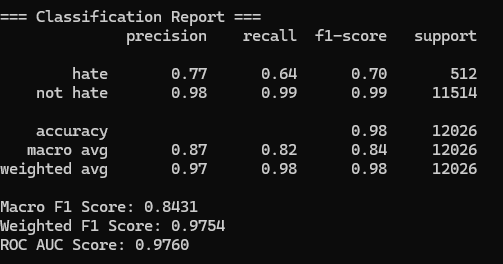 === Classification Report ===
precision recall f1-score support
hate 0.77 0.64 0.70 512
not hate 0.98 0.99 0.99 11514
accuracy 0.98 12026
macro avg 0.87 0.82 0.84 12026
weighted avg 0.97 0.98 0.98 12026
Macro F1 Score: 0.8431
Weighted F1 Score: 0.9754
ROC AUC Score: 0.9760